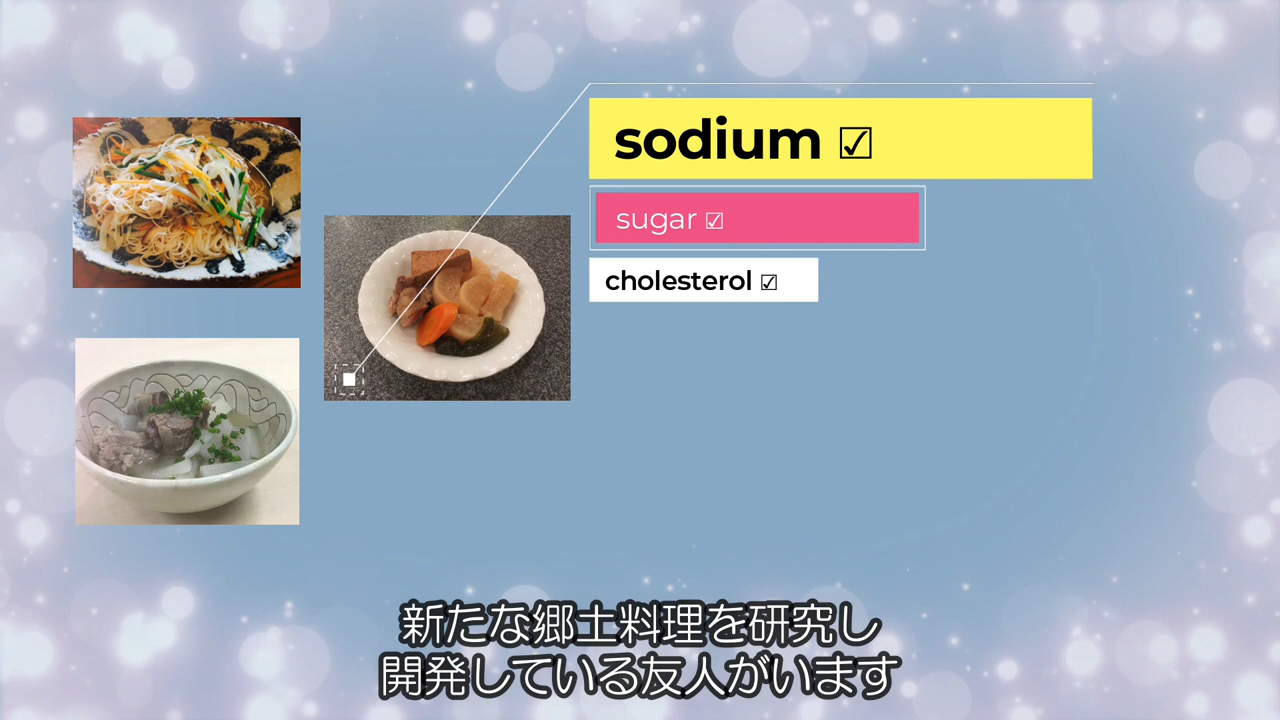 sodium ☑
sugar ☑
cholesterol ☑
新たな郷土料理を研究し
開発している友人がいます